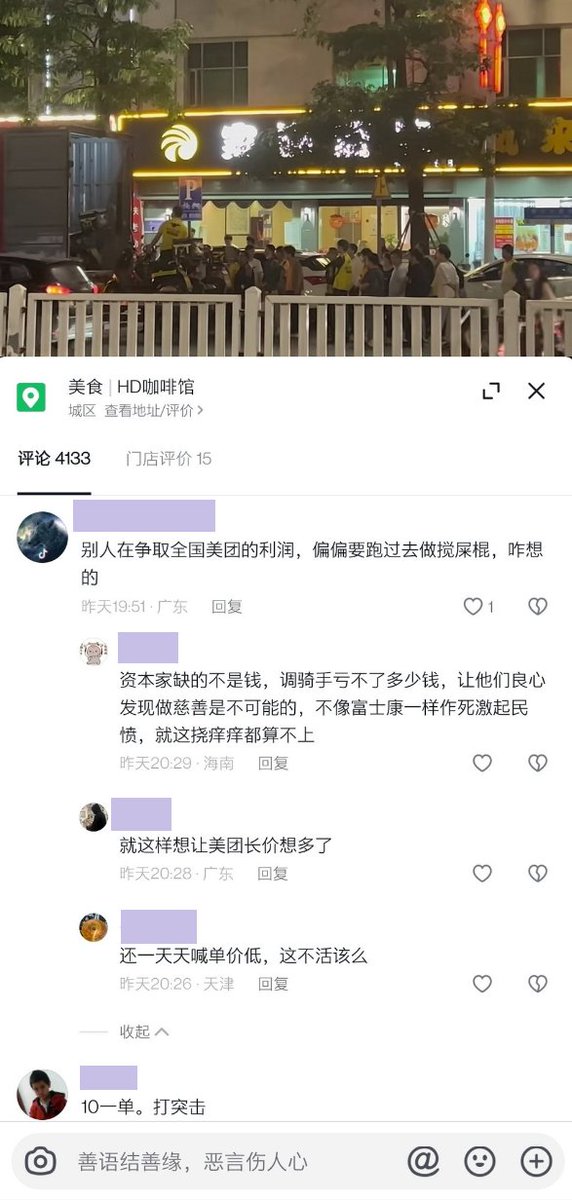 P
美食 | HD咖啡馆
城区 查看地址/评价 >
评论 4133
门店评价 15
别人在争取全国美团的利润，偏偏要跑过去做搅屎棍，咋想
的
昨天19:51 · 广东 回复
1
资本家缺的不是钱，调骑手亏不了多少钱，让他们良心
发现做慈善是不可能的，不像富士康一样作死激起民
愤，就这挠痒痒都算不上
昨天20:29 · 海南 回复
就这样想让美团长价想多了
昨天20:28 · 广东 回复
还一天天喊单价低，这不活该么
昨天20:26 · 天津 回复
收起
10一单。打突击
善语结善缘，恶言伤人心
@